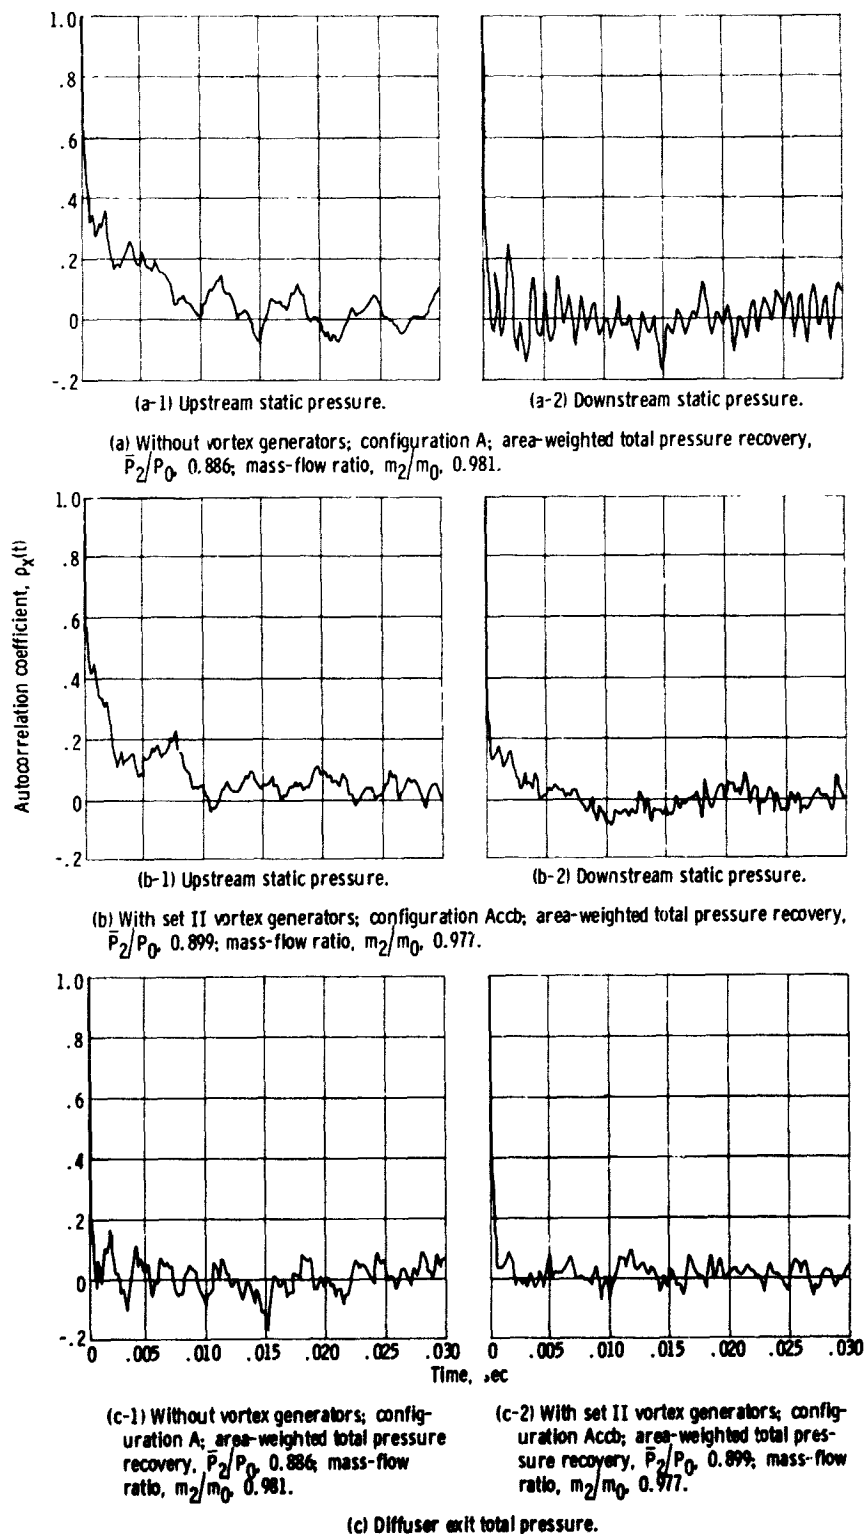 1.0
.8
.6
.4
.2
0
-.2
(a-1) Upstream static pressure.
(a-2) Downstream static pressure.
(a) Without vortex generators; configuration A; area-weighted total pressure recovery,
P̅2/P0, 0.886; mass-flow ratio, m2/m0, 0.981.
Autocorrelation coefficient, ρx(t)
1.0
.8
.6
.4
.2
0
-.2
(b-1) Upstream static pressure.
(b-2) Downstream static pressure.
(b) With set II vortex generators; configuration Accb; area-weighted total pressure recovery,
P̅2/P0, 0.899; mass-flow ratio, m2/m0, 0.977.
1.0
.8
.6
.4
.2
0
-.2
0 .005 .010 .015 .020 .025 .030
0 .005 .010 .015 .020 .025 .030
Time, sec
(c-1) Without vortex generators; config-
uration A; area-weighted total pressure
recovery, P̅2/P0, 0.886; mass-flow
ratio, m2/m0, 0.981.
(c-2) With set II vortex generators; config-
uration Accb; area-weighted total pres-
sure recovery, P̅2/P0, 0.899; mass-flow
ratio, m2/m0, 0.977.
(c) Diffuser exit total pressure.